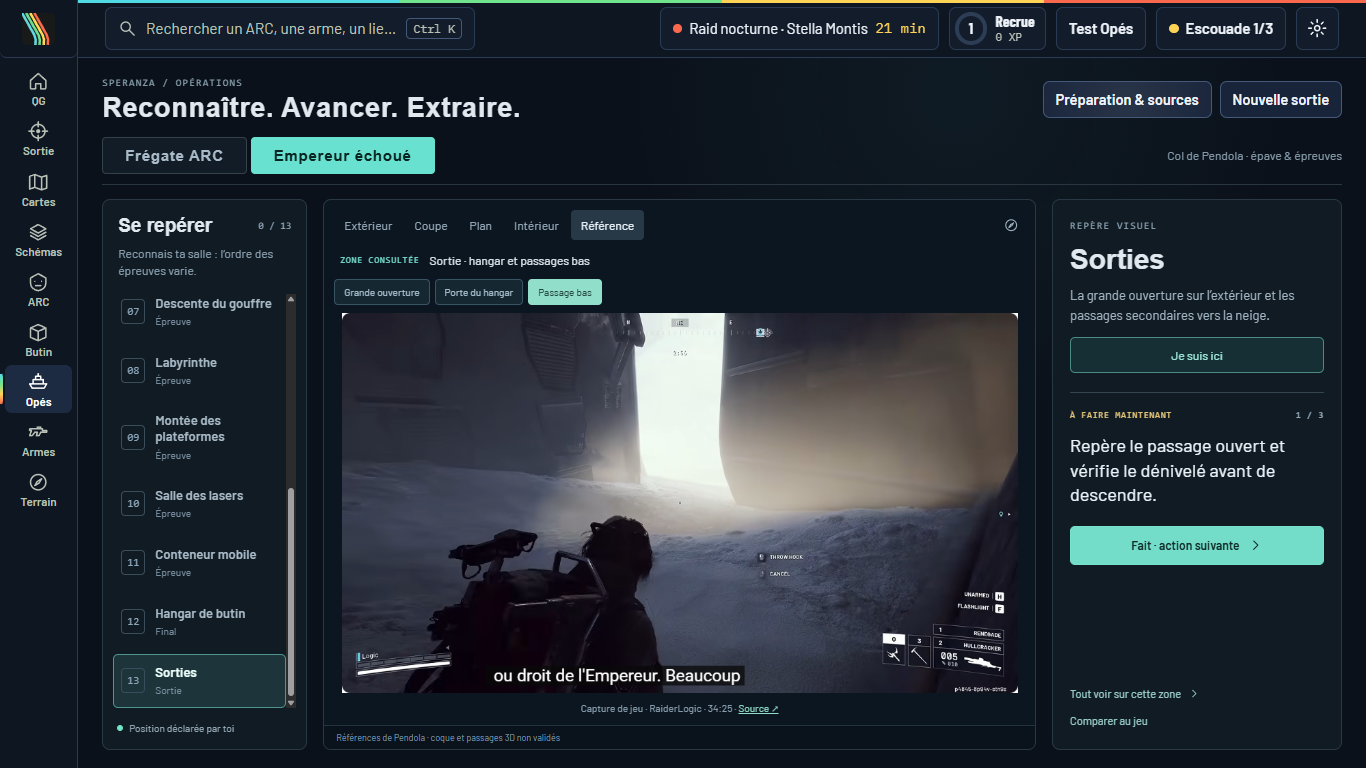 Rechercher un ARC, une arme, un lie... Ctrl K
Raid nocturne · Stella Montis 21 min
1 Recrue
0 XP
Test Opés
Escouade 1/3
QG
Sortie
Cartes
Schémas
ARC
Butin
Opés
Armes
Terrain
SPERANZA / OPÉRATIONS
Reconnaître. Avancer. Extraire.
Préparation & sources
Nouvelle sortie
Frégate ARC
Empereur échoué
Col de Pendola · épave & épreuves
Se repérer 0 / 13
Reconnais ta salle : l'ordre des
épreuves varie.
07 Descente du gouffre
Épreuve
08 Labyrinthe
Épreuve
09 Montée des
plateformes
Épreuve
10 Salle des lasers
Épreuve
11 Conteneur mobile
Épreuve
12 Hangar de butin
Final
13 Sorties
Sortie
Position déclarée par toi
Extérieur Coupe Plan Intérieur Référence
ZONE CONSULTÉE Sortie · hangar et passages bas
Grande ouverture Porte du hangar Passage bas
THROW HOOK
CANCEL
UNARMED H
FLASHLIGHT F
0 3 1 RENEGADE
2 HULLCRACKER
005
Logic
ou droit de l'Empereur. Beaucoup
Capture de jeu · RaiderLogic · 34:25 · Source ↗
Références de Pendola · coque et passages 3D non validés
REPÈRE VISUEL
Sorties
La grande ouverture sur l'extérieur et les
passages secondaires vers la neige.
Je suis ici
À FAIRE MAINTENANT 1 / 3
Repère le passage ouvert et
vérifie le dénivelé avant de
descendre.
Fait · action suivante
Tout voir sur cette zone
Comparer au jeu